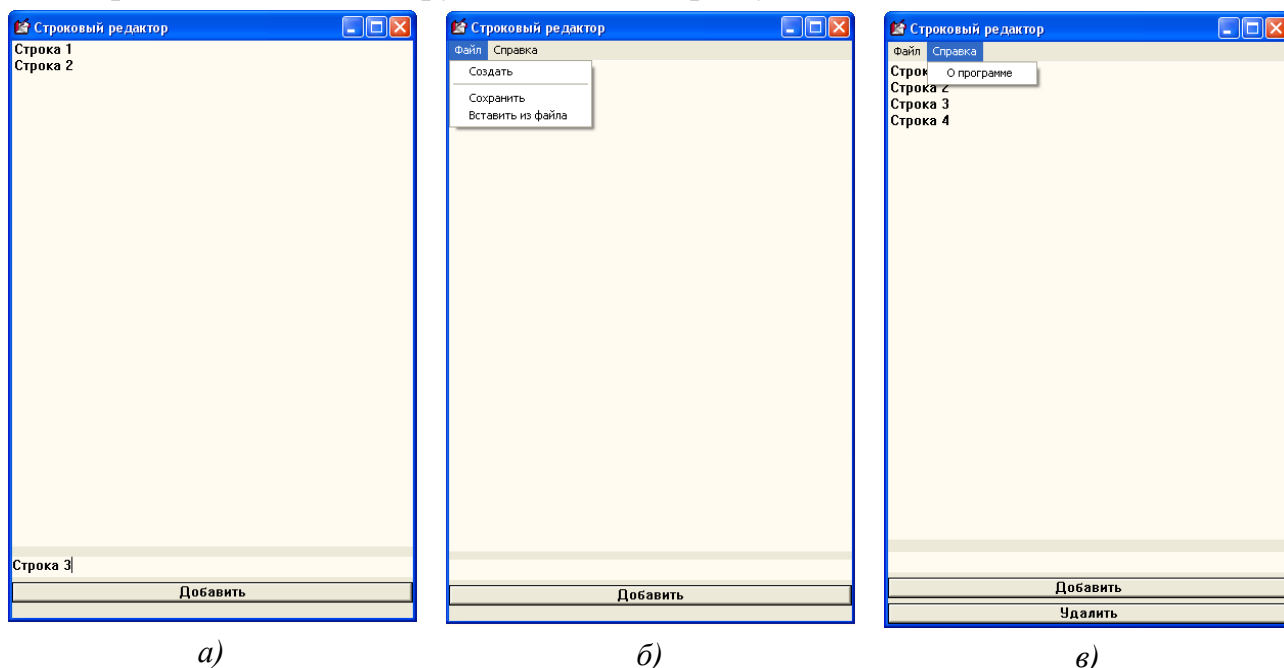 Строковый редактор
Строка 1
Строка 2
Строка 3
Добавить
а)
Строковый редактор
Файл Справка
Создать
Сохранить
Вставить из файла
Добавить
б)
Строковый редактор
Файл Справка
О программе
Строк
Строка 2
Строка 3
Строка 4
Добавить
Удалить
в)